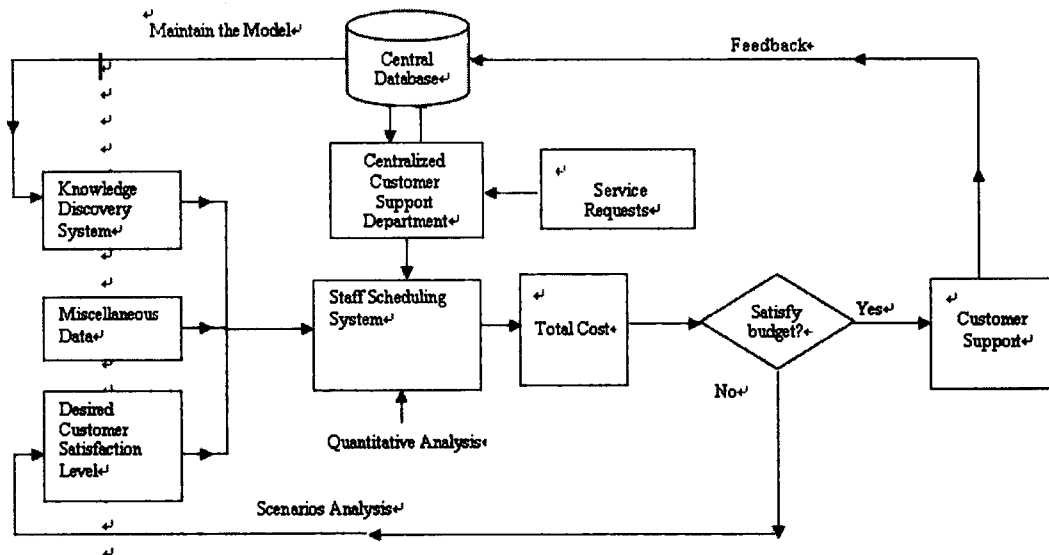 Maintain the Model↵
Central
Database↵
Feedback↵
Centralized
Customer
Support
Department↵
Service
Requests↵
Knowledge
Discovery
System↵
Miscellaneous
Data↵
Desired
Customer
Satisfaction
Level↵
Staff Scheduling
System↵
Total Cost↵
Satisfy
budget?↵
Yes↵
No↵
Customer
Support↵
Quantitative Analysis↵
Scenarios Analysis↵